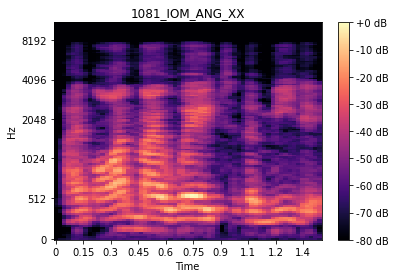 1081_IOM_ANG_XX
8192
4096
2048
1024
512
0
Hz
0 0.15 0.3 0.45 0.6 0.75 0.9 1.1 1.2 1.4
Time
+0 dB
-10 dB
-20 dB
-30 dB
-40 dB
-50 dB
-60 dB
-70 dB
-80 dB